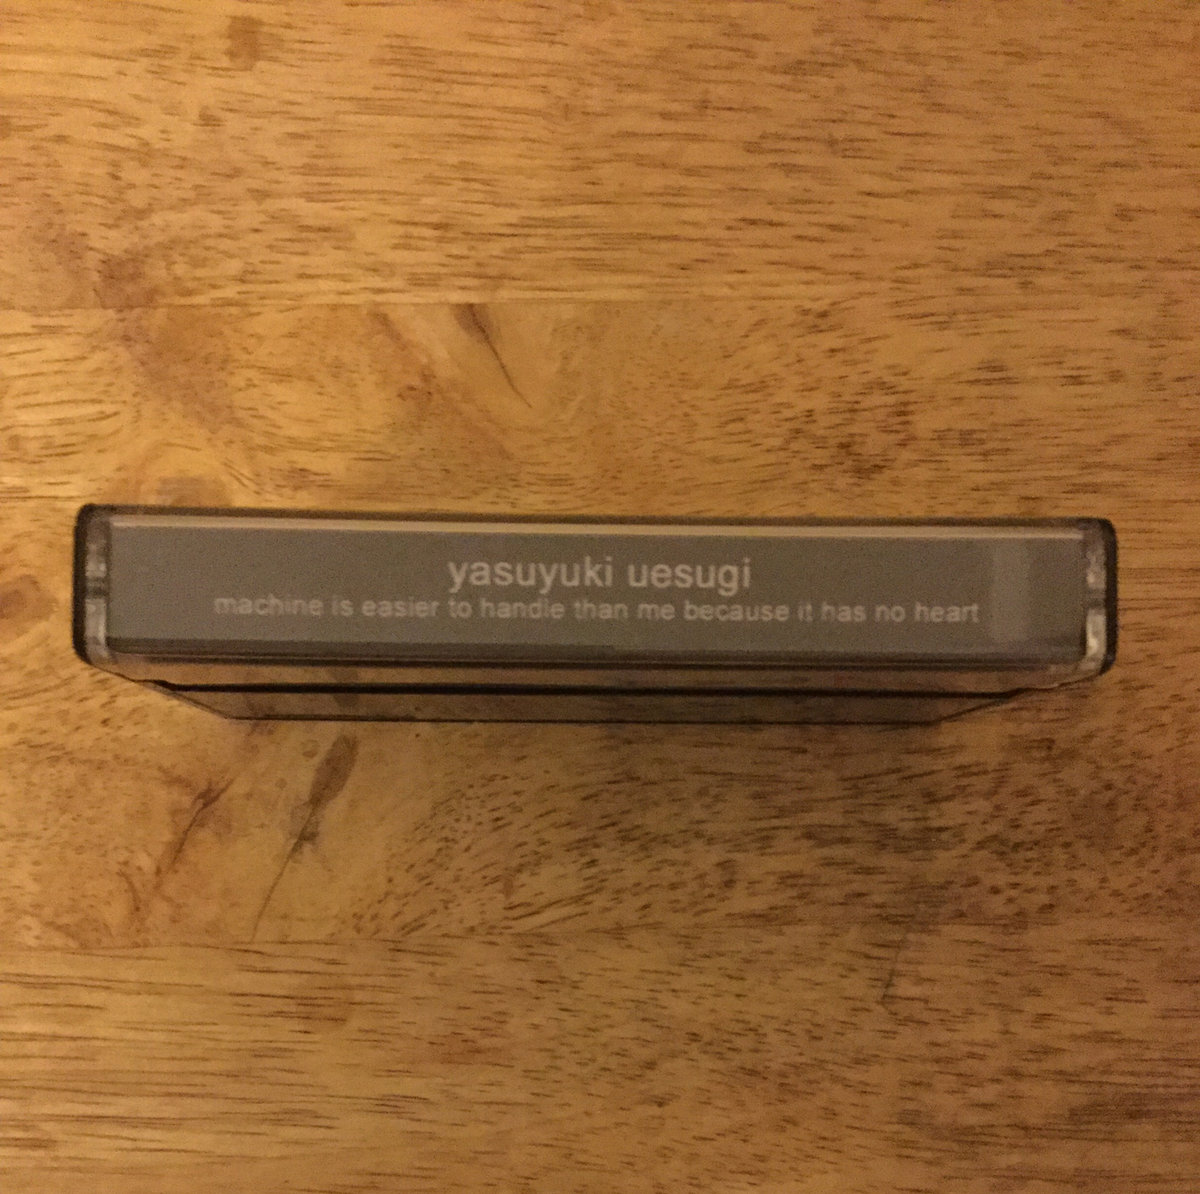 yasuyuki uesugi
machine is easier to handle than me because it has no heart